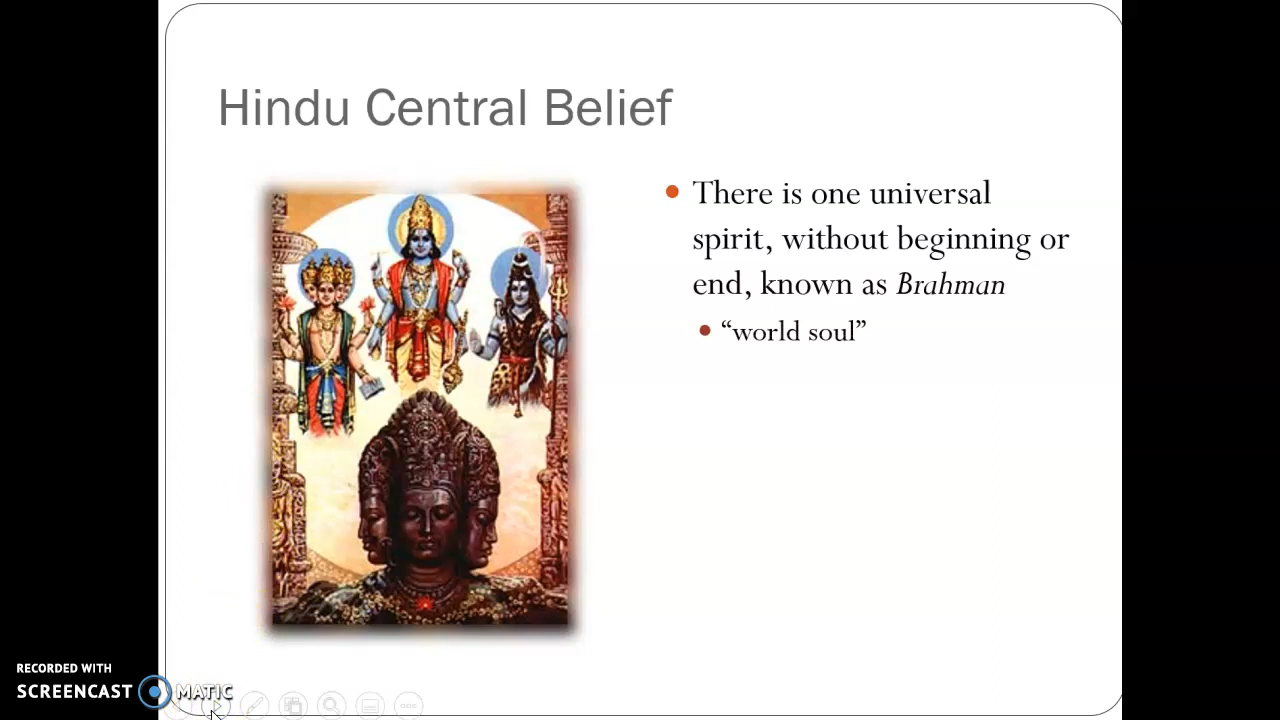 Hindu Central Belief
There is one universal
spirit, without beginning or
end, known as Brahman
“world soul”
RECORDED WITH
SCREENCAST MATIC